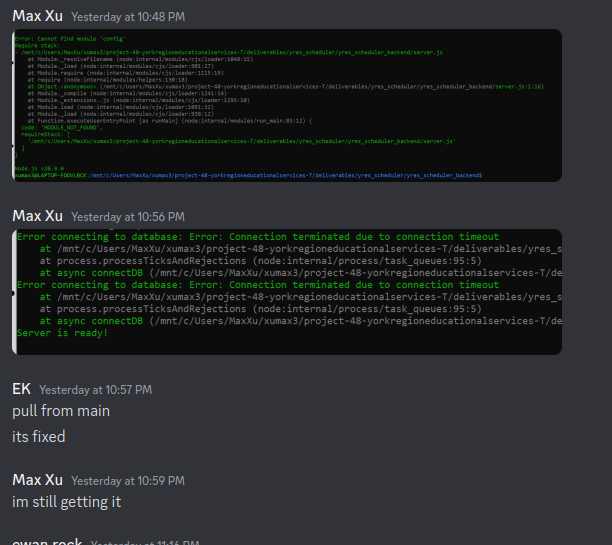 Max Xu Yesterday at 10:48 PM
Error: Cannot find module 'config'
Require stack:
- /mnt/c/Users/MaxXu/xumax3/project-48-yorkregioneducationalservices-T/deliverables/yres_scheduler/yres_scheduler_backend/server.js
at Module._resolveFilename (node:internal/modules/cjs/loader:1048:15)
at Module._load (node:internal/modules/cjs/loader:901:27)
at Module.require (node:internal/modules/cjs/loader:1115:19)
at require (node:internal/modules/helpers:130:18)
at Object.<anonymous> (/mnt/c/Users/MaxXu/xumax3/project-48-yorkregioneducationalservices-T/deliverables/yres_scheduler/yres_scheduler_backend/server.js:1:16)
at Module._compile (node:internal/modules/cjs/loader:1241:14)
at Module._extensions..js (node:internal/modules/cjs/loader:1295:10)
at Module.load (node:internal/modules/cjs/loader:1091:32)
at Module._load (node:internal/modules/cjs/loader:938:12)
at Function.executeUserEntryPoint [as runMain] (node:internal/modules/run_main:83:12) {
code: 'MODULE_NOT_FOUND',
requireStack: [
'/mnt/c/Users/MaxXu/xumax3/project-48-yorkregioneducationalservices-T/deliverables/yres_scheduler/yres_scheduler_backend/server.js'
]
}
Node.js v20.9.0
:/mnt/c/Users/MaxXu/xumax3/project-48-yorkregioneducationalservices-T/deliverables/yres_scheduler/yres_scheduler_backend$
Max Xu Yesterday at 10:56 PM
Error connecting to database: Error: Connection terminated due to connection timeout
at /mnt/c/Users/MaxXu/xumax3/project-48-yorkregioneducationalservices-T/deliverables/yres_s
at process.processTicksAndRejections (node:internal/process/task_queues:95:5)
at async connectDB (/mnt/c/Users/MaxXu/xumax3/project-48-yorkregioneducationalservices-T/de
Error connecting to database: Error: Connection terminated due to connection timeout
at /mnt/c/Users/MaxXu/xumax3/project-48-yorkregioneducationalservices-T/deliverables/yres_s
at process.processTicksAndRejections (node:internal/process/task_queues:95:5)
at async connectDB (/mnt/c/Users/MaxXu/xumax3/project-48-yorkregioneducationalservices-T/de
Server is ready!
EK Yesterday at 10:57 PM
pull from main
its fixed
Max Xu Yesterday at 10:59 PM
im still getting it
ewan rock Yesterday at 11:16 PM